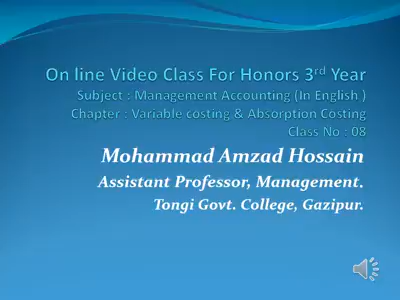 On line Video Class For Honors 3rd Year
Subject : Management Accounting (In English )
Chapter : Variable costing & Absorption Costing
Class No : 08
Mohammad Amzad Hossain
Assistant Professor, Management.
Tongi Govt. College, Gazipur.